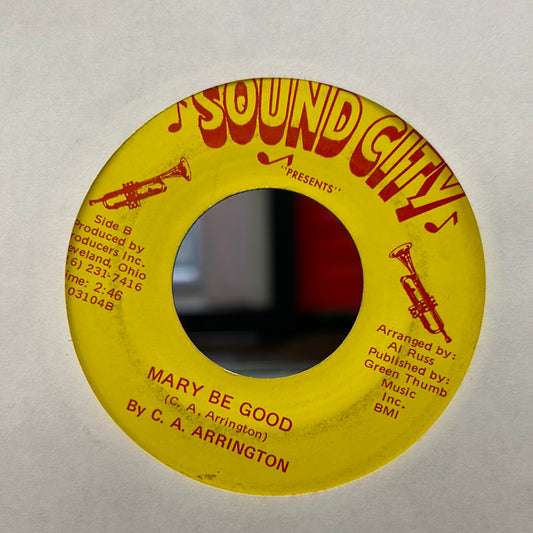 SOUND CITY
"PRESENTS"
Side B
Produced by
roducers Inc.
eveland, Ohio
6) 231-7416
ime: 2:46
03104B
Arranged by:
Al Russ
Published by:
Green Thumb
Music
Inc.
BMI
MARY BE GOOD
(C. A. Arrington)
By C. A. ARRINGTON